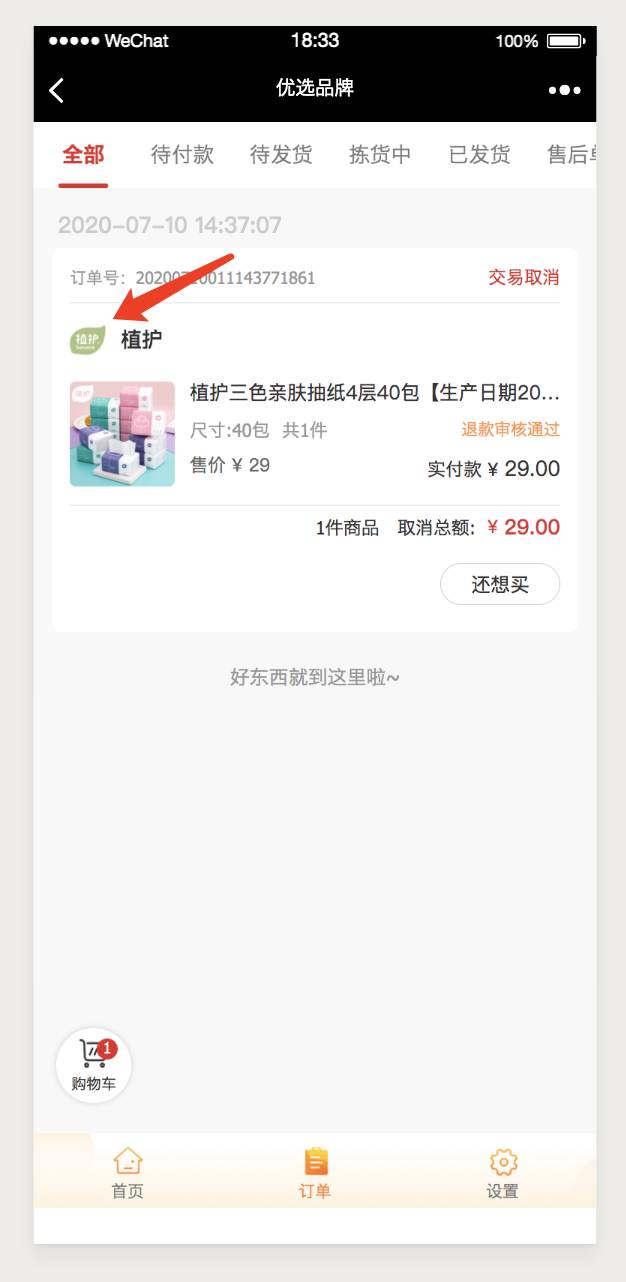 ●●●●● WeChat 18:33 100%
优选品牌
全部 待付款 待发货 拣货中 已发货 售后单
2020-07-10 14:37:07
订单号: 20200710011143771861 交易取消
植护 植护
植护
植护三色亲肤抽纸4层40包【生产日期20...
尺寸:40包 共1件 退款审核通过
售价 ¥ 29 实付款 ¥ 29.00
1件商品 取消总额: ¥ 29.00
还想买
好东西就到这里啦~
1
购物车
首页 订单 设置